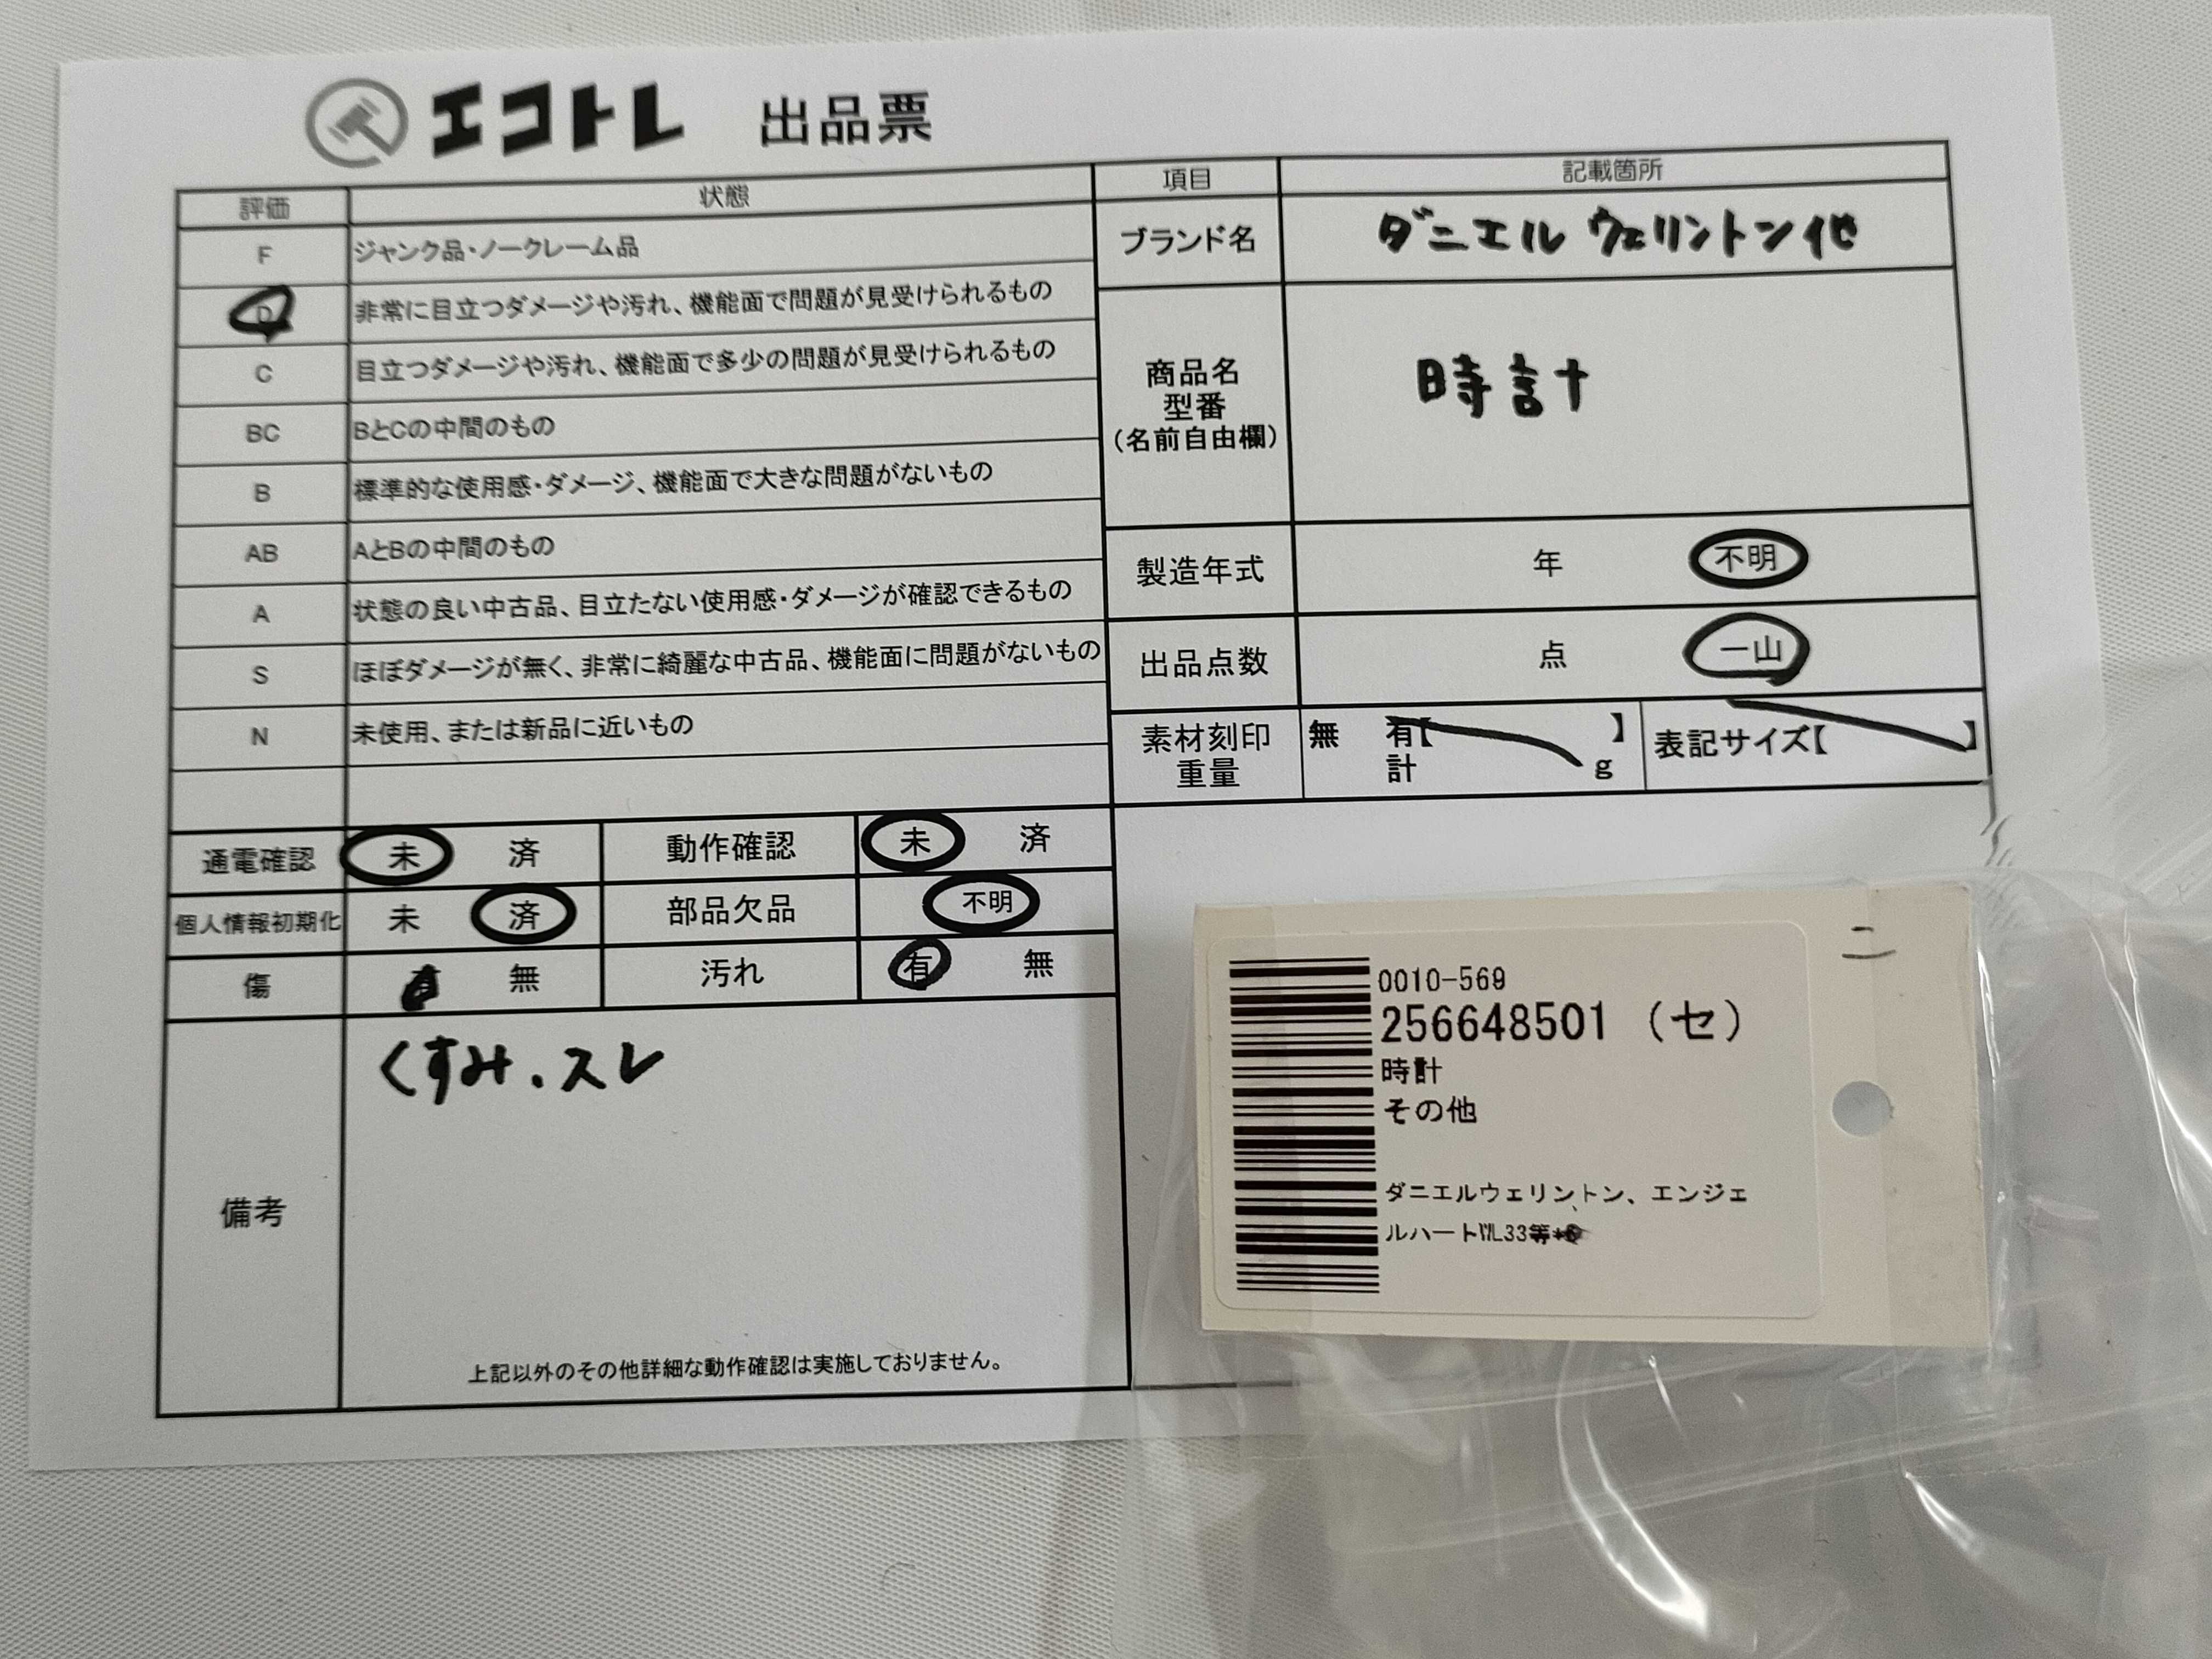 エコトレ 出品票
評価 状態
F ジャンク品・ノークレーム品
D 非常に目立つダメージや汚れ、機能面で問題が見受けられるもの
C 目立つダメージや汚れ、機能面で多少の問題が見受けられるもの
BC BとCの中間のもの
B 標準的な使用感・ダメージ、機能面で大きな問題がないもの
AB AとBの中間のもの
A 状態の良い中古品、目立たない使用感・ダメージが確認できるもの
S ほぼダメージが無く、非常に綺麗な中古品、機能面に問題がないもの
N 未使用、または新品に近いもの
項目 記載箇所
ブランド名 ダニエル ウェリントン 他
商品名 時計
型番
(名前自由欄)
製造年式 年 不明
出品点数 点 一山
素材刻印 無 有【 】 表記サイズ【 】
重量 計 g
通電確認 未 済 動作確認 未 済
個人情報初期化 未 済 部品欠品 不明
傷 無 汚れ 有 無
備考 くすみ.スレ
上記以外のその他詳細な動作確認は実施しておりません。
ニ
0010-569
256648501 (セ)
時計
その他
ダニエルウェリントン、エンジェ
ルハートWL33等*